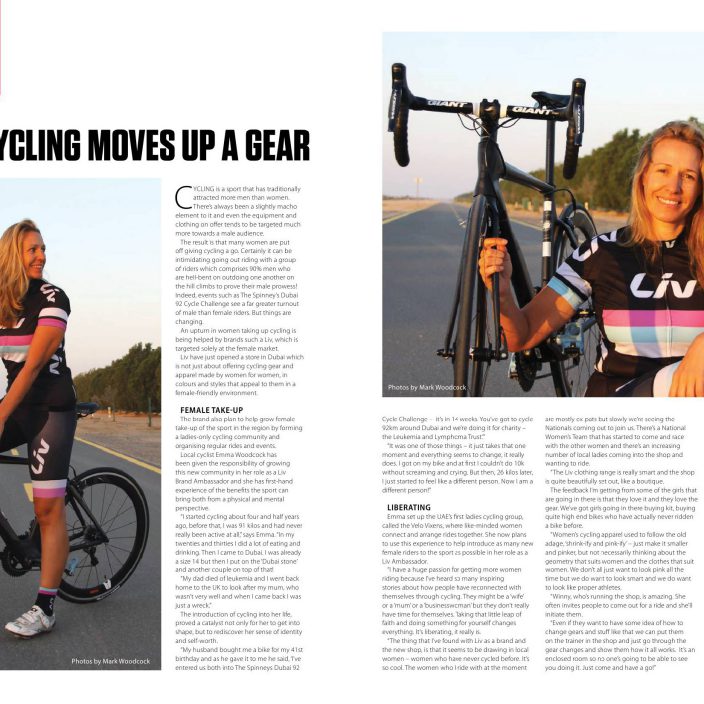 YCLING MOVES UP A GEAR
CYCLING is a sport that has traditionally
attracted more men than women.
There's always been a slightly macho
element to it and even the equipment and
clothing on offer tends to be targeted much
more towards a male audience.
The result is that many women are put
off giving cycling a go. Certainly it can be
intimidating going out riding with a group
of riders which comprises 90% men who
are hell-bent on outdoing one another on
the hill climbs to prove their male prowess!
Indeed, events such as The Spinney's Dubai
92 Cycle Challenge see a far greater turnout
of male than female riders. But things are
changing.
An upturn in women taking up cycling is
being helped by brands such a Liv, which is
targeted solely at the female market.
Liv have just opened a store in Dubai which
is not just about offering cycling gear and
apparel made by women for women, in
colours and styles that appeal to them in a
female-friendly environment.
FEMALE TAKE-UP
The brand also plan to help grow female
take-up of the sport in the region by forming
a ladies-only cycling community and
organising regular rides and events.
Local cyclist Emma Woodcock has
been given the responsibility of growing
this new community in her role as a Liv
Brand Ambassador and she has first-hand
experience of the benefits the sport can
bring both from a physical and mental
perspective.
"I started cycling about four and half years
ago, before that, I was 91 kilos and had never
really been active at all," says Emma. "In my
twenties and thirties I did a lot of eating and
drinking. Then I came to Dubai. I was already
a size 14 but then I put on the 'Dubai stone'
and another couple on top of that!
"My dad died of leukemia and I went back
home to the UK to look after my mum, who
wasn't very well and when I came back I was
just a wreck."
The introduction of cycling into her life,
proved a catalyst not only for her to get into
shape, but to rediscover her sense of identity
and self-worth.
"My husband bought me a bike for my 41st
birthday and as he gave it to me he said, 'I've
entered us both into The Spinneys Dubai 92
Liv
Liv
Photos by Mark Woodcock
GIANT
GIANT
Liv
Photos by Mark Woodcock
Cycle Challenge – it's in 14 weeks. You've got to cycle
92km around Dubai and we're doing it for charity –
the Leukemia and Lymphoma Trust.'"
"It was one of those things – it just takes that one
moment and everything seems to change, it really
does. I got on my bike and at first I couldn't do 10k
without screaming and crying. But then, 26 kilos later,
I just started to feel like a different person. Now I am a
different person!"
LIBERATING
Emma set up the UAE's first ladies cycling group,
called the Velo Vixens, where like-minded women
connect and arrange rides together. She now plans
to use this experience to help introduce as many new
female riders to the sport as possible in her role as a
Liv Ambassador.
"I have a huge passion for getting more women
riding because I've heard so many inspiring
stories about how people have reconnected with
themselves through cycling. They might be a 'wife'
or a 'mum' or a 'businesswoman' but they don't really
have time for themselves. Taking that little leap of
faith and doing something for yourself changes
everything. It's liberating, it really is.
"The thing that I've found with Liv as a brand and
the new shop, is that it seems to be drawing in local
women – women who have never cycled before. It's
so cool. The women who I ride with at the moment
are mostly ex pats but slowly we're seeing the
Nationals coming out to join us. There's a National
Women's Team that has started to come and race
with the other women and there's an increasing
number of local ladies coming into the shop and
wanting to ride.
"The Liv clothing range is really smart and the shop
is quite beautifully set out, like a boutique.
The feedback I'm getting from some of the girls that
are going in there is that they love it and they love the
gear. We've got girls going in there buying kit, buying
quite high end bikes who have actually never ridden
a bike before.
"Women's cycling apparel used to follow the old
adage, 'shrink-ify and pink-ify' – just make it smaller
and pinker, but not necessarily thinking about the
geometry that suits women and the clothes that suit
women. We don't all just want to look pink all the
time but we do want to look smart and we do want
to look like proper athletes.
"Winny, who's running the shop, is amazing. She
often invites people to come out for a ride and she'll
initiate them.
"Even if they want to have some idea of how to
change gears and stuff like that we can put them
on the trainer in the shop and just go through the
gear changes and show them how it all works. It's an
enclosed room so no one's going to be able to see
you doing it. Just come and have a go!"